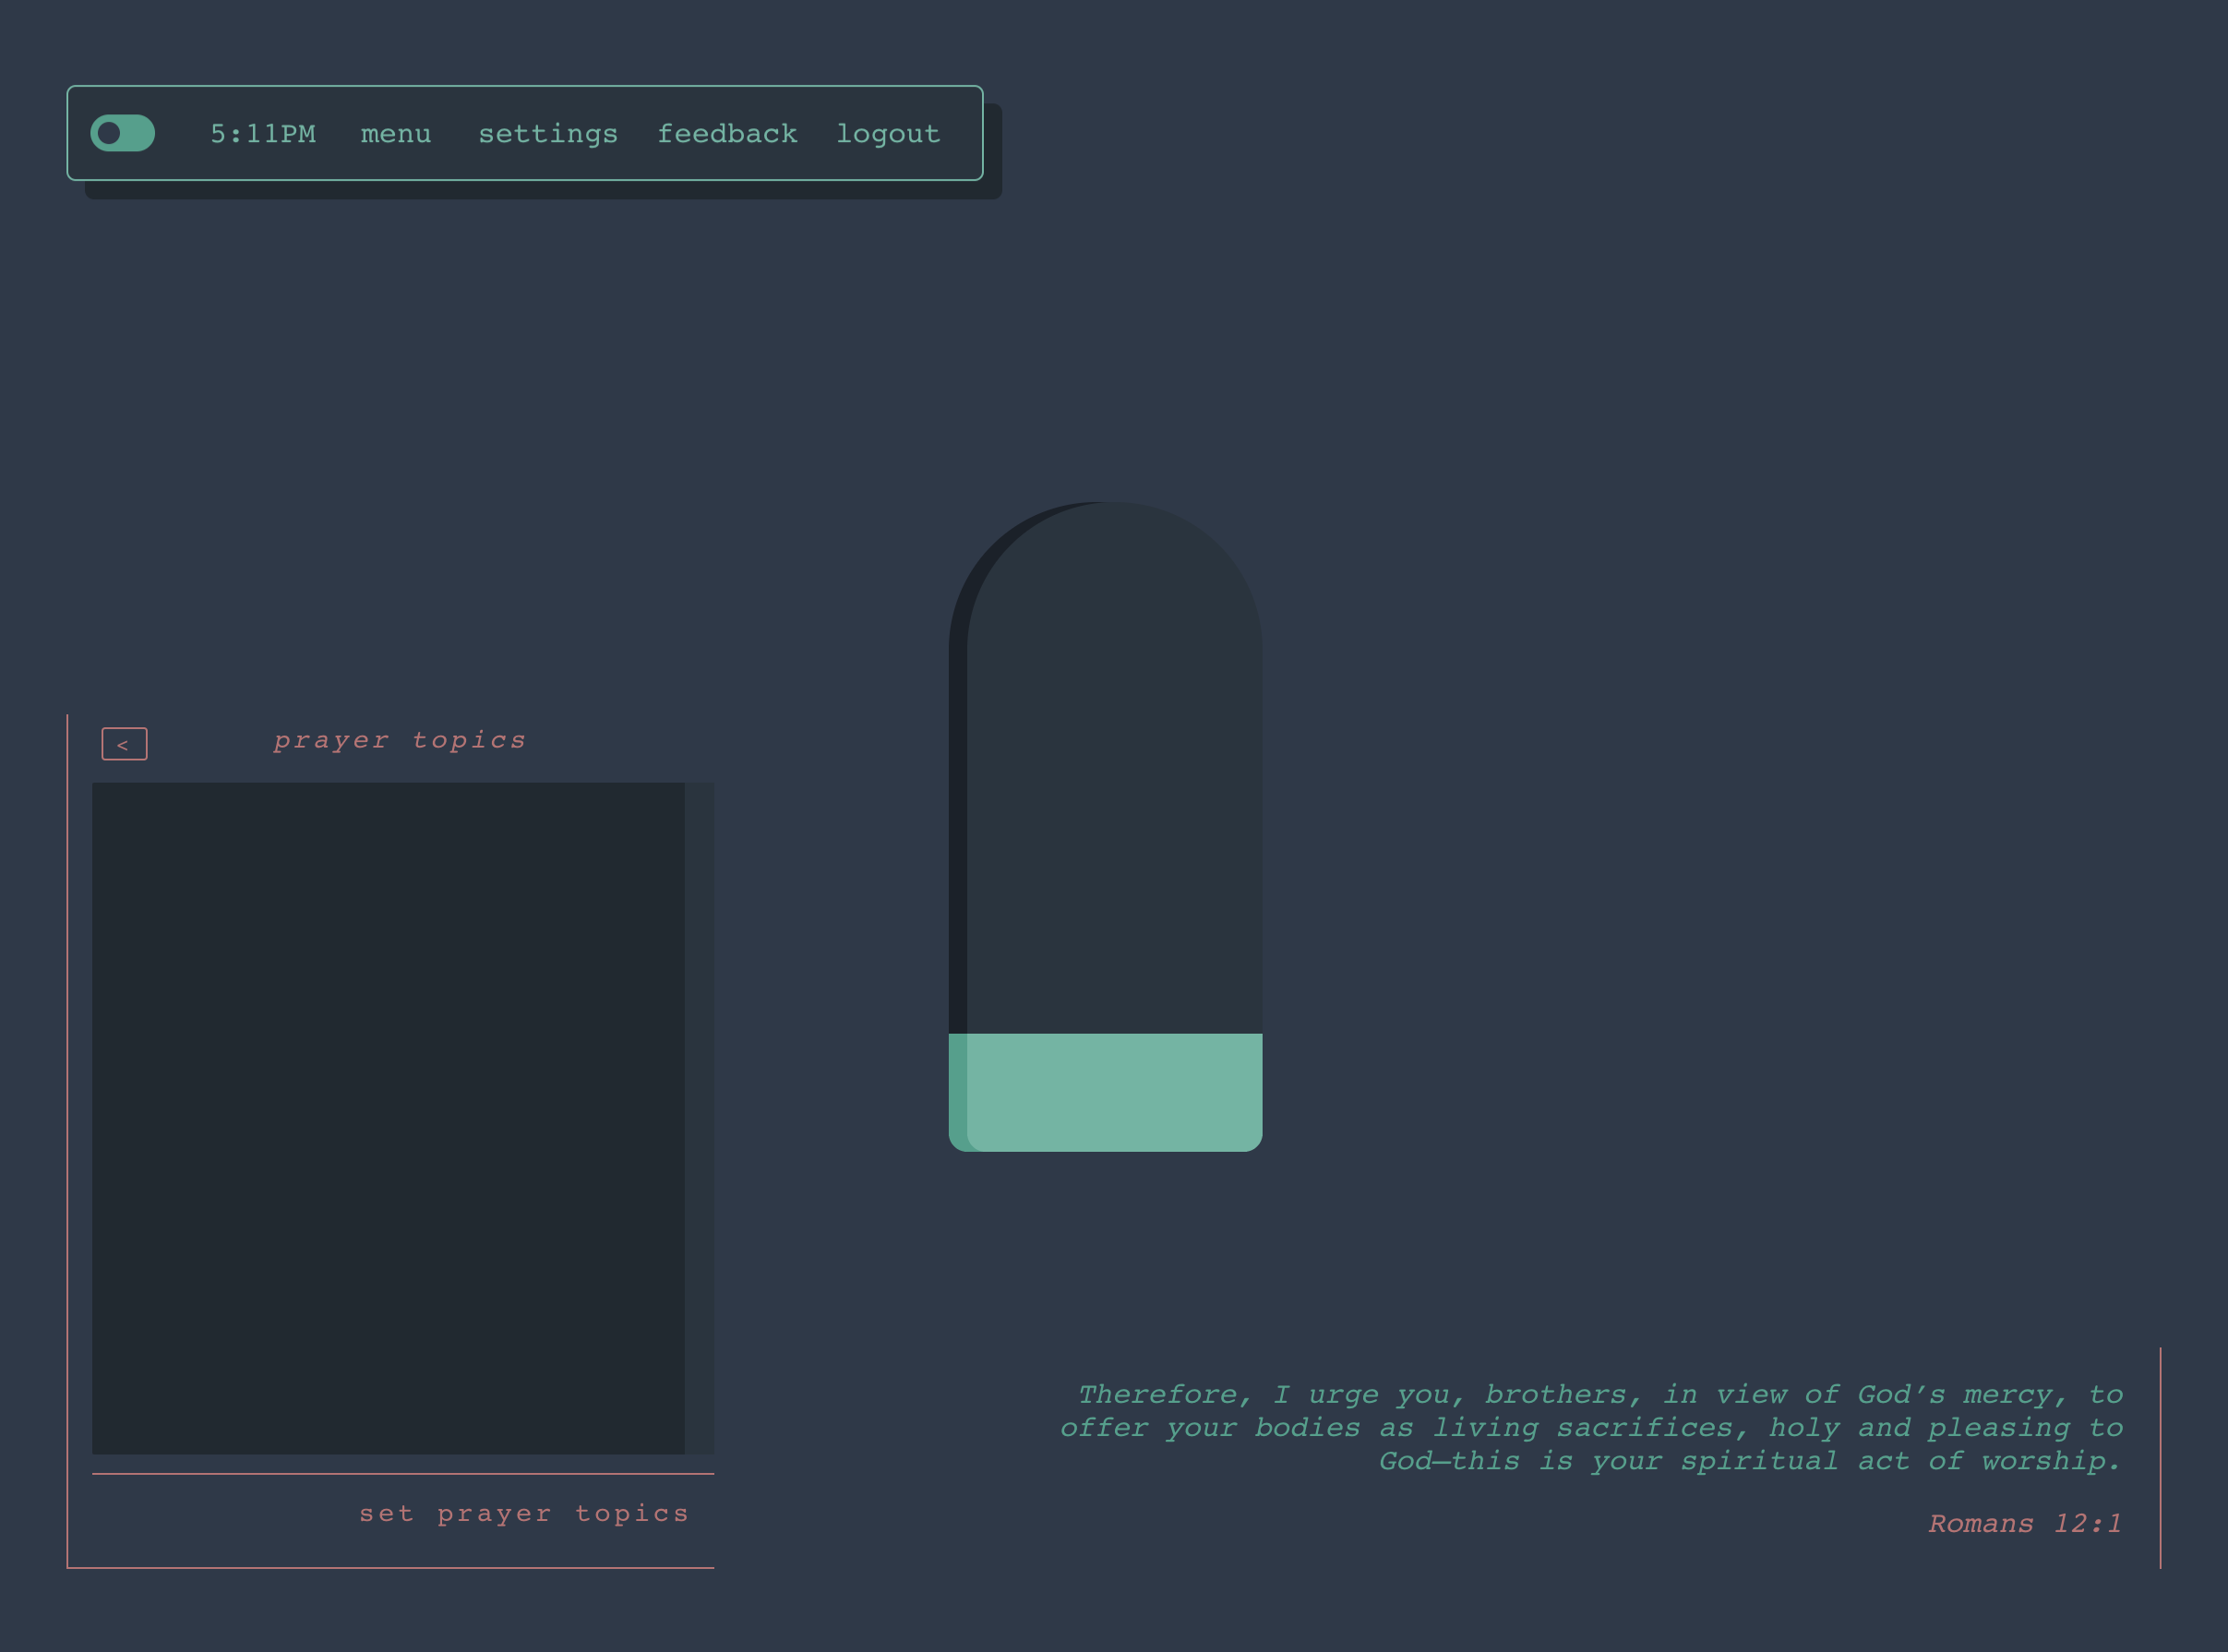 5:11PM menu settings feedback logout
<
prayer topics
set prayer topics
Therefore, I urge you, brothers, in view of God's mercy, to
offer your bodies as living sacrifices, holy and pleasing to
God—this is your spiritual act of worship.
Romans 12:1